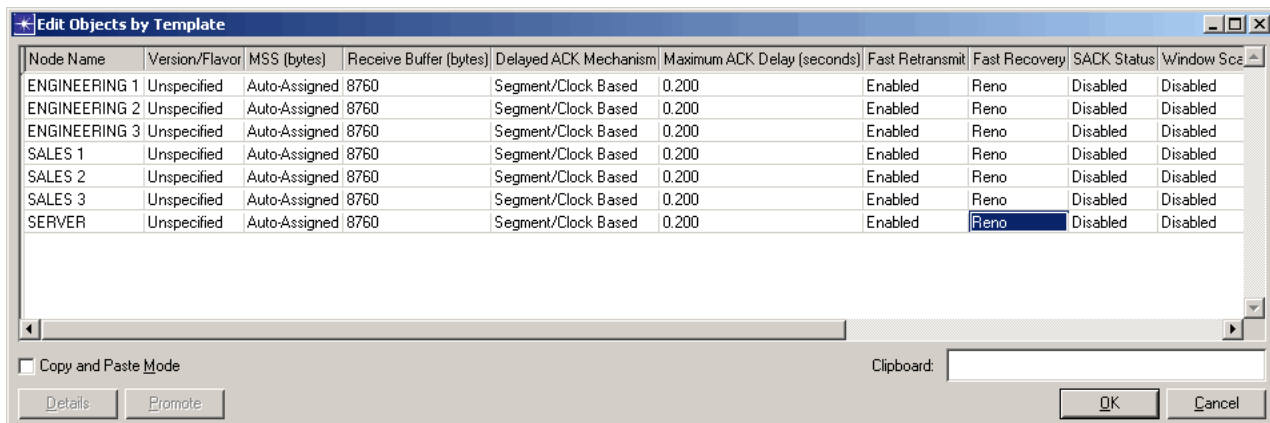 Edit Objects by Template
Node Name Version/Flavor MSS (bytes) Receive Buffer (bytes) Delayed ACK Mechanism Maximum ACK Delay (seconds) Fast Retransmit Fast Recovery SACK Status Window Sca
ENGINEERING 1 Unspecified Auto-Assigned 8760 Segment/Clock Based 0.200 Enabled Reno Disabled Disabled
ENGINEERING 2 Unspecified Auto-Assigned 8760 Segment/Clock Based 0.200 Enabled Reno Disabled Disabled
ENGINEERING 3 Unspecified Auto-Assigned 8760 Segment/Clock Based 0.200 Enabled Reno Disabled Disabled
SALES 1 Unspecified Auto-Assigned 8760 Segment/Clock Based 0.200 Enabled Reno Disabled Disabled
SALES 2 Unspecified Auto-Assigned 8760 Segment/Clock Based 0.200 Enabled Reno Disabled Disabled
SALES 3 Unspecified Auto-Assigned 8760 Segment/Clock Based 0.200 Enabled Reno Disabled Disabled
SERVER Unspecified Auto-Assigned 8760 Segment/Clock Based 0.200 Enabled Reno Disabled Disabled
Copy and Paste Mode Clipboard:
Details Promote OK Cancel